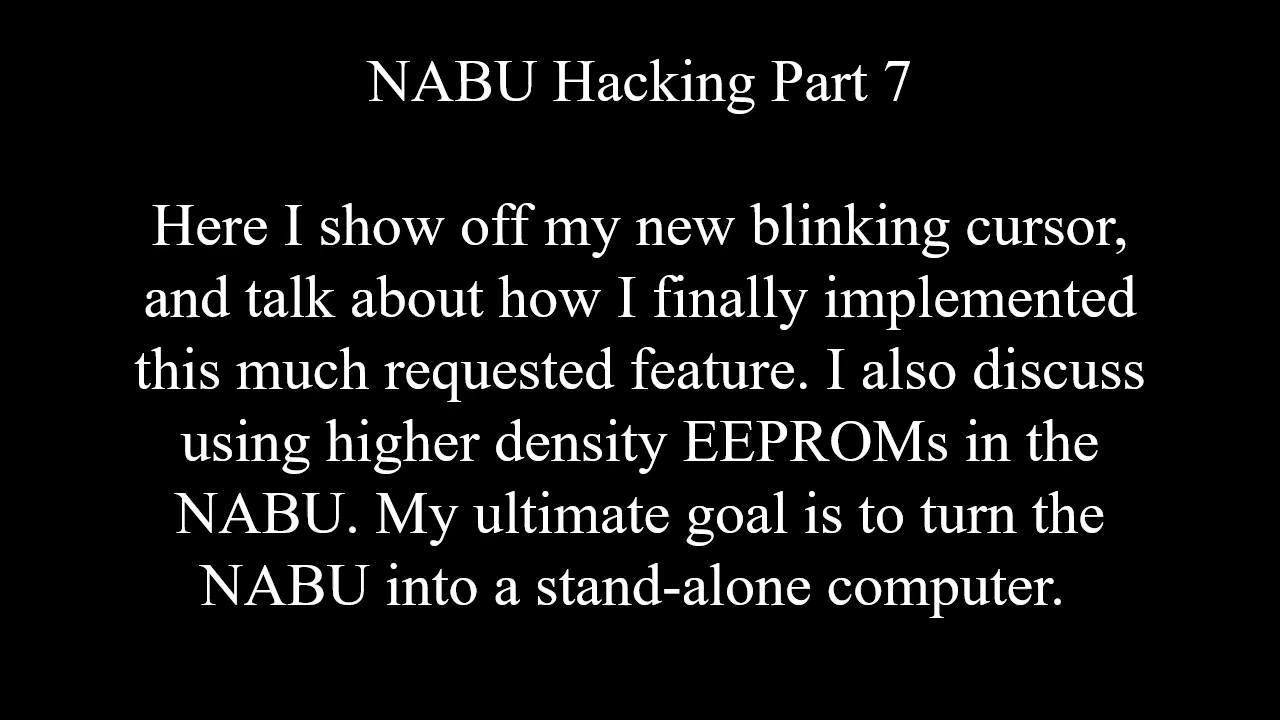 NABU Hacking Part 7
Here I show off my new blinking cursor,
and talk about how I finally implemented
this much requested feature. I also discuss
using higher density EEPROMs in the
NABU. My ultimate goal is to turn the
NABU into a stand-alone computer.